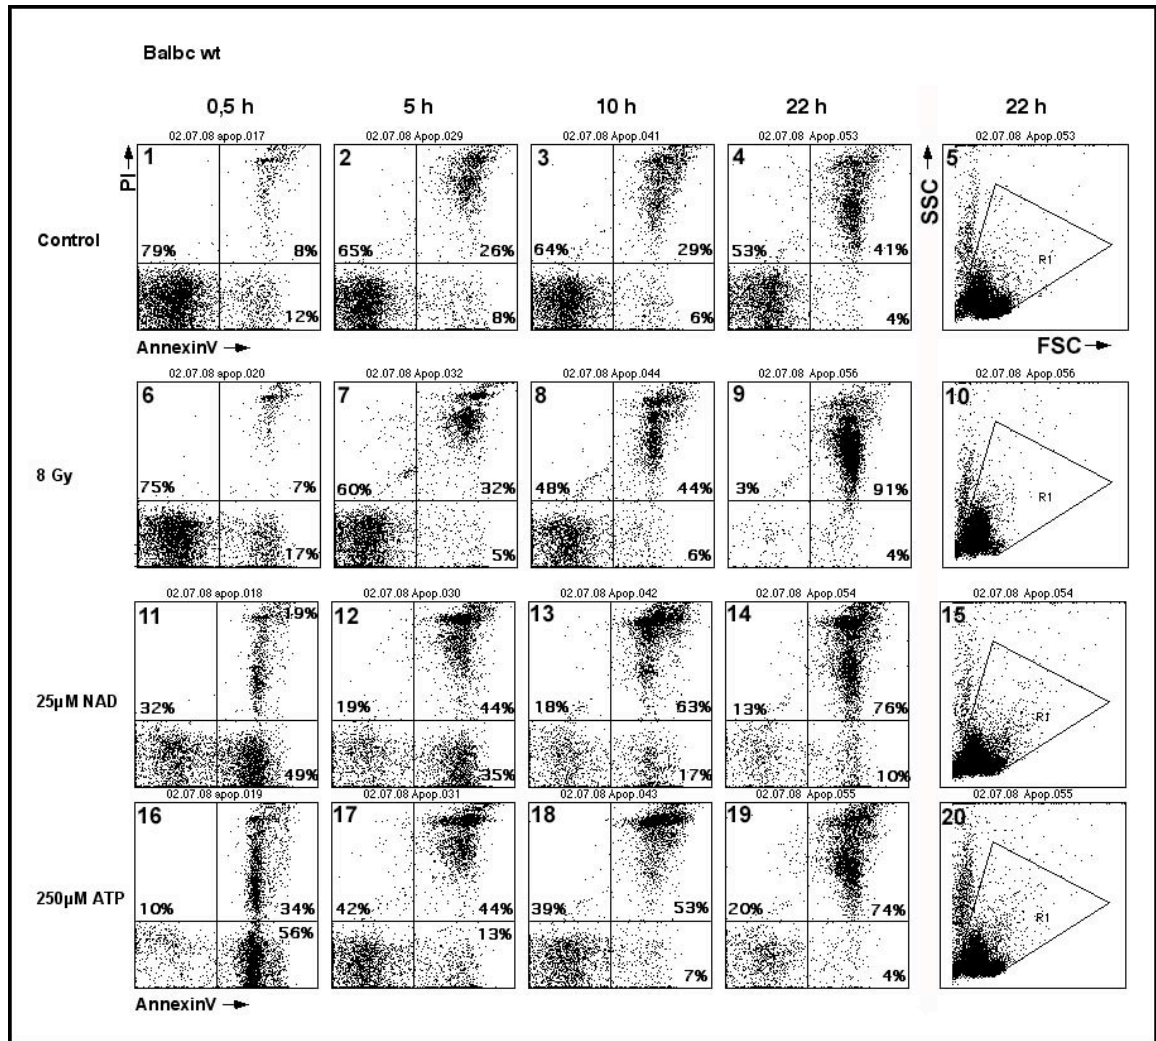 Balbc wt
0,5 h 5 h 10 h 22 h 22 h
02.07.08 apop.017 02.07.08 Apop.029 02.07.08 apop.041 02.07.08 Apop.053 02.07.08 Apop.053
PI 1 2 3 4 SSC 5
Control
79% 8% 65% 26% 64% 29% 53% 41% R1
12% 8% 6% 4%
AnnexinV FSC
02.07.08 apop.020 02.07.08 Apop.032 02.07.08 apop.044 02.07.08 Apop.056 02.07.08 Apop.056
6 7 8 9 10
8 Gy
75% 7% 60% 32% 48% 44% 3% 91% R1
17% 5% 6% 4%
02.07.08 apop.018 02.07.08 Apop.030 02.07.08 Apop.042 02.07.08 Apop.054 02.07.08 Apop.054
11 19% 12 13 14 15
25µM NAD
32% 19% 44% 18% 63% 13% 76% R1
49% 35% 17% 10%
02.07.08 apop.019 02.07.08 Apop.031 02.07.08 Apop.043 02.07.08 Apop.055 02.07.08 Apop.055
16 17 18 19 20
250µM ATP
10% 34% 42% 44% 39% 53% 20% 74% R1
56% 13% 7% 4%
AnnexinV